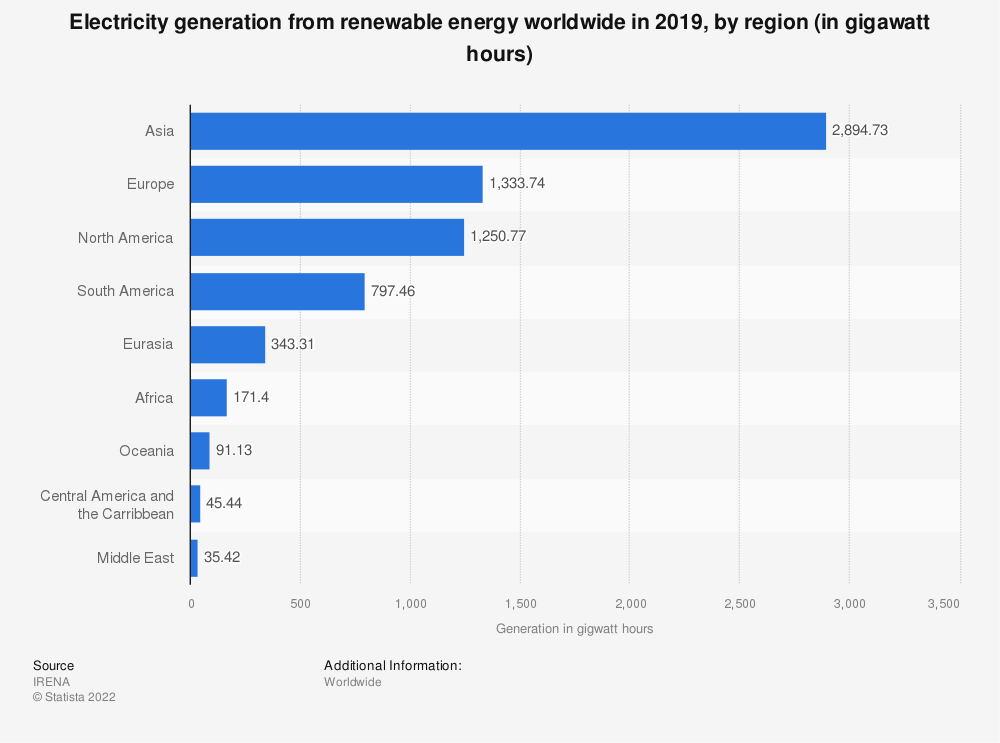 Electricity generation from renewable energy worldwide in 2019, by region (in gigawatt
hours)
Asia
2,894.73
Europe
1,333.74
North America
1,250.77
South America
797.46
Eurasia
343.31
Africa
171.4
Oceania
91.13
Central America and
the Carribbean
45.44
Middle East
35.42
0
500
1,000
1,500
2,000
2,500
3,000
3,500
Generation in gigwatt hours
Source
IRENA
© Statista 2022
Additional Information:
Worldwide